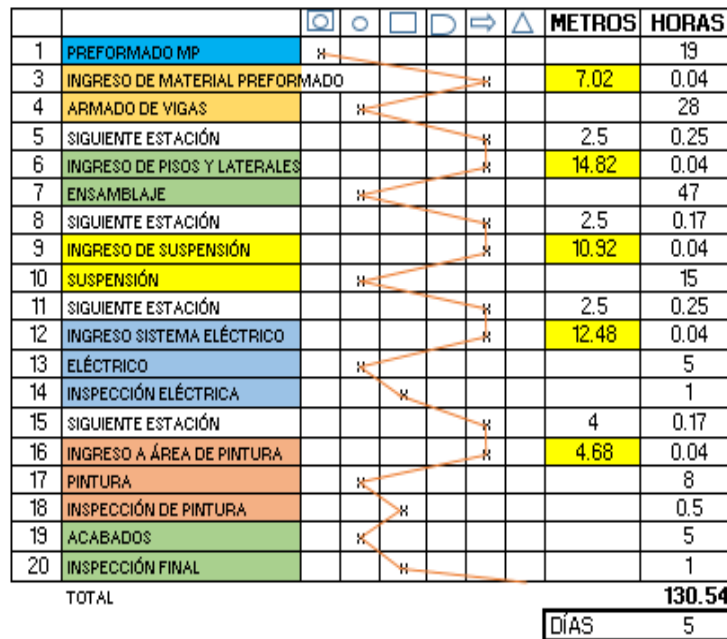 METROS HORAS
1 PREFORMADO MP x 19
3 INGRESO DE MATERIAL PREFORMADO x 7.02 0.04
4 ARMADO DE VIGAS x 28
5 SIGUIENTE ESTACIÓN x 2.5 0.25
6 INGRESO DE PISOS Y LATERALES x 14.82 0.04
7 ENSAMBLAJE x 47
8 SIGUIENTE ESTACIÓN x 2.5 0.17
9 INGRESO DE SUSPENSIÓN x 10.92 0.04
10 SUSPENSIÓN x 15
11 SIGUIENTE ESTACIÓN x 2.5 0.25
12 INGRESO SISTEMA ELÉCTRICO x 12.48 0.04
13 ELÉCTRICO x 5
14 INSPECCIÓN ELÉCTRICA x 1
15 SIGUIENTE ESTACIÓN x 4 0.17
16 INGRESO A ÁREA DE PINTURA x 4.68 0.04
17 PINTURA x 8
18 INSPECCIÓN DE PINTURA x 0.5
19 ACABADOS x 5
20 INSPECCIÓN FINAL x 1
TOTAL 130.54
DÍAS 5